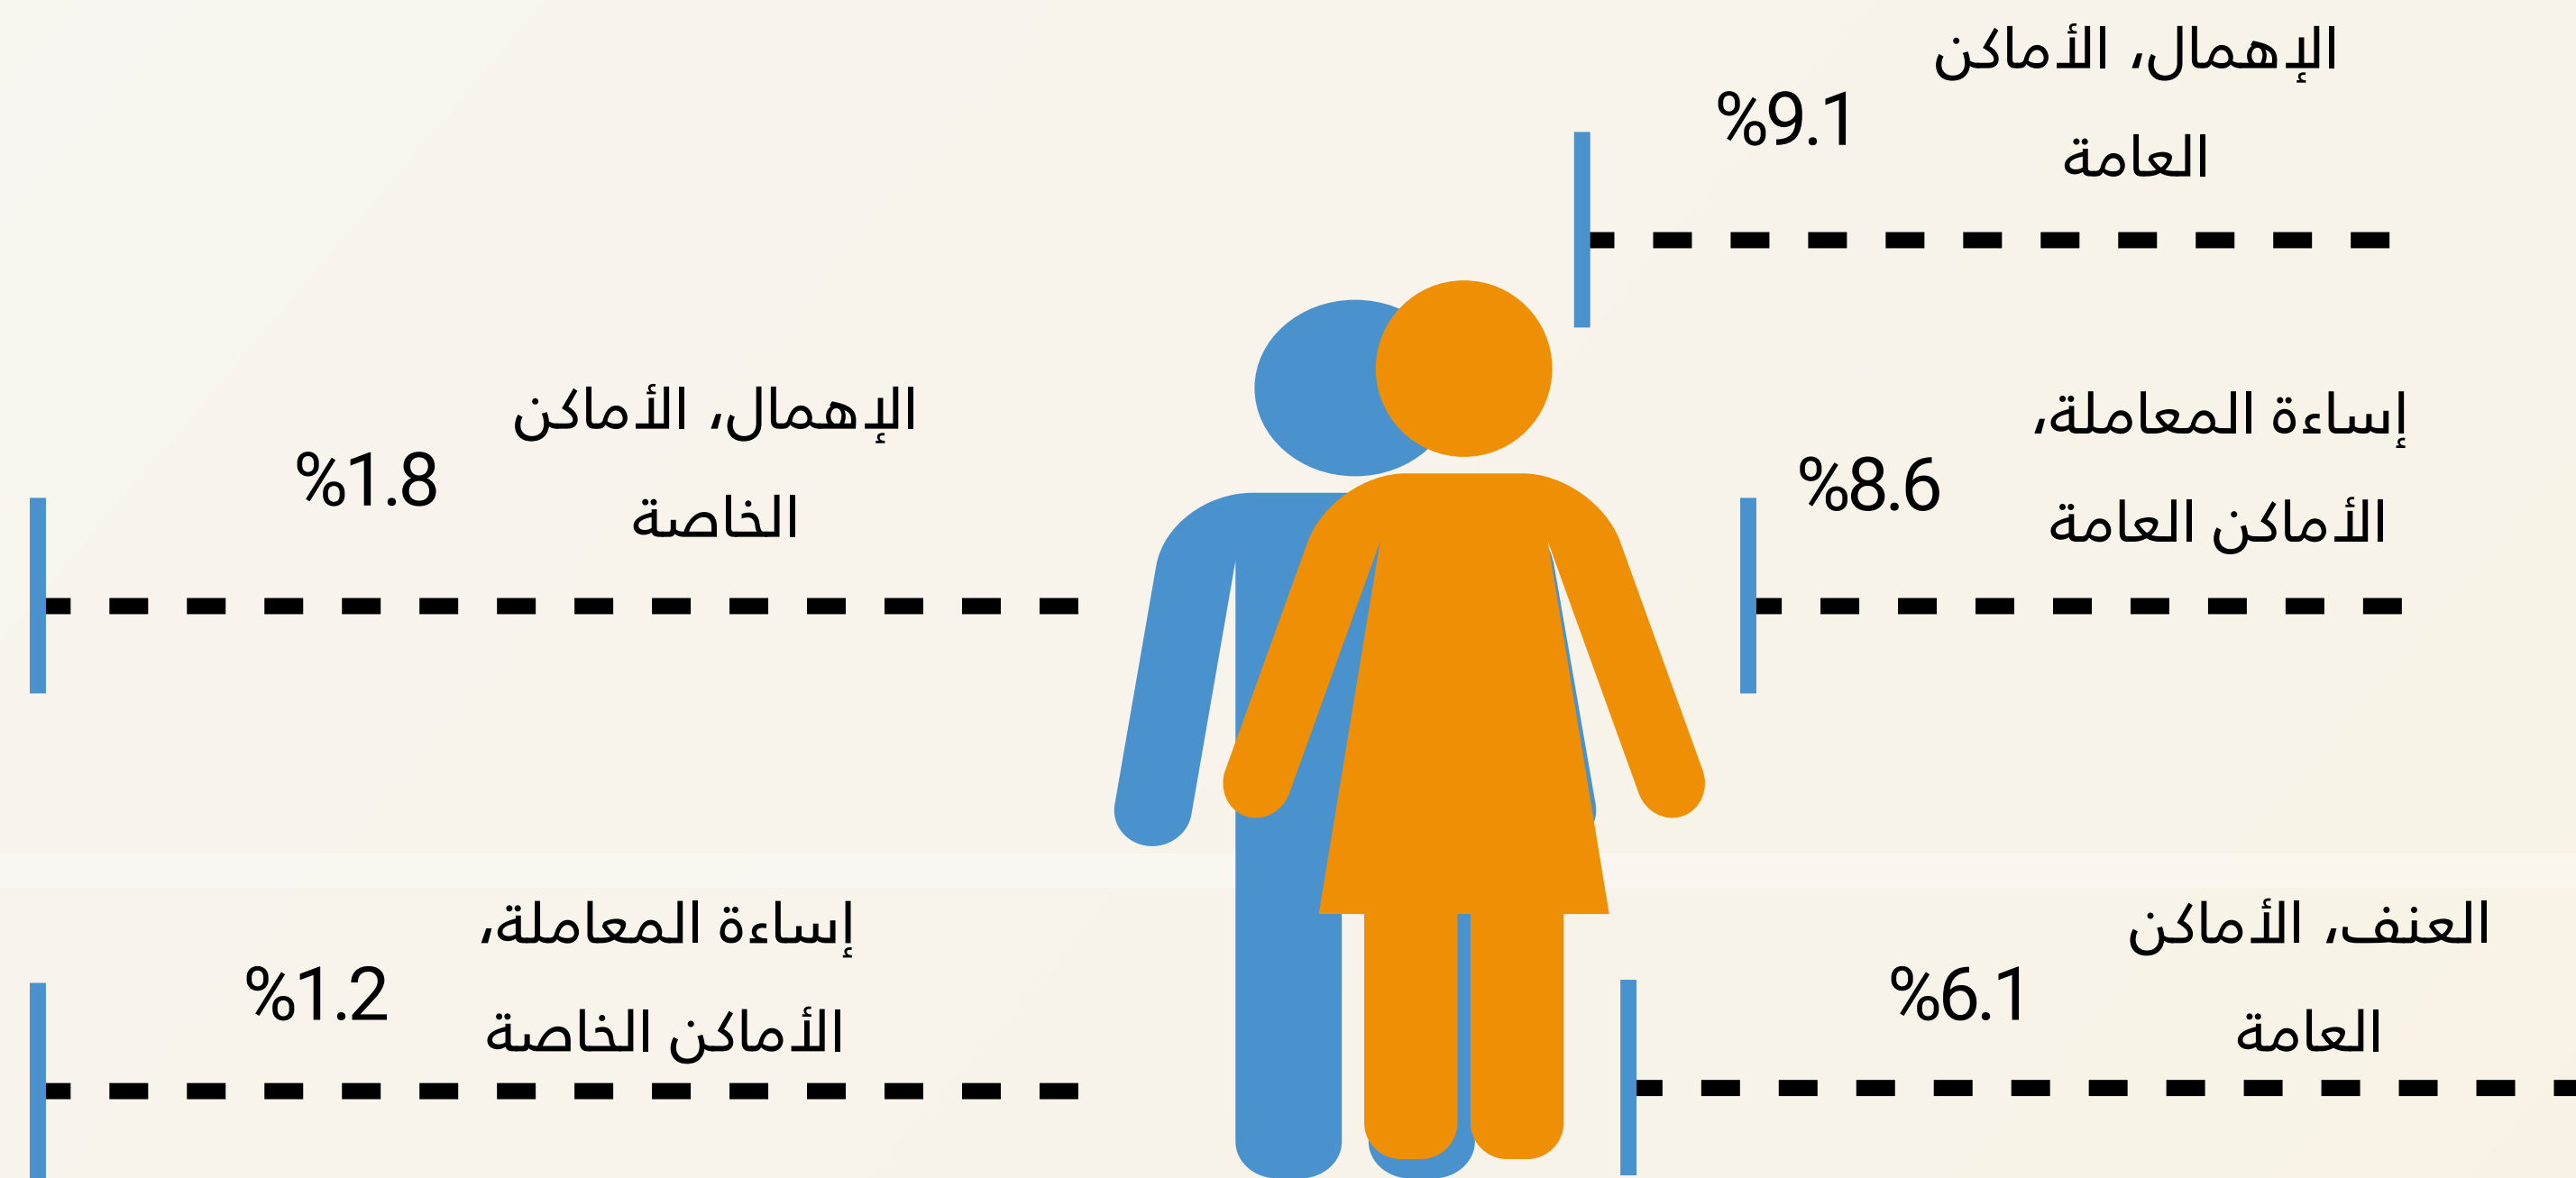 الإهمال، الأماكن
العامة
%9.1
إساءة المعاملة،
الأماكن العامة
%8.6
العنف، الأماكن
العامة
%6.1
الإهمال، الأماكن
الخاصة
%1.8
إساءة المعاملة،
الأماكن الخاصة
%1.2